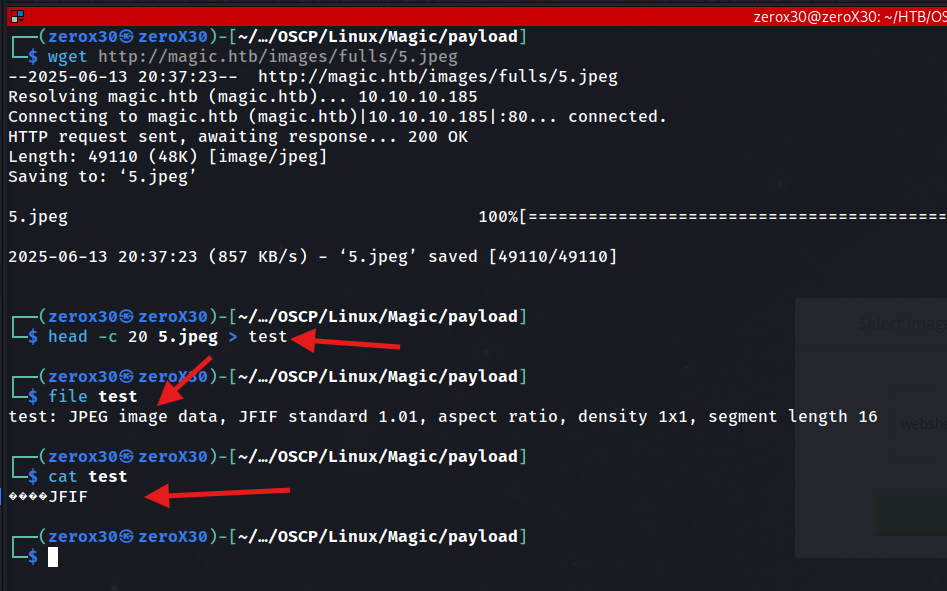 zerox30@zeroX30: ~/HTB/OS
┌──(zerox30㉿zeroX30)-[~/…/OSCP/Linux/Magic/payload]
└─$ wget http://magic.htb/images/fulls/5.jpeg
--2025-06-13 20:37:23--  http://magic.htb/images/fulls/5.jpeg
Resolving magic.htb (magic.htb)... 10.10.10.185
Connecting to magic.htb (magic.htb)|10.10.10.185|:80... connected.
HTTP request sent, awaiting response... 200 OK
Length: 49110 (48K) [image/jpeg]
Saving to: ‘5.jpeg’
5.jpeg 100%[==========================================
2025-06-13 20:37:23 (857 KB/s) - ‘5.jpeg’ saved [49110/49110]
┌──(zerox30㉿zeroX30)-[~/…/OSCP/Linux/Magic/payload]
└─$ head -c 20 5.jpeg > test
Select imag
┌──(zerox30㉿zeroX30)-[~/…/OSCP/Linux/Magic/payload]
└─$ file test
test: JPEG image data, JFIF standard 1.01, aspect ratio, density 1x1, segment length 16
websh
┌──(zerox30㉿zeroX30)-[~/…/OSCP/Linux/Magic/payload]
└─$ cat test
����JFIF
┌──(zerox30㉿zeroX30)-[~/…/OSCP/Linux/Magic/payload]
└─$